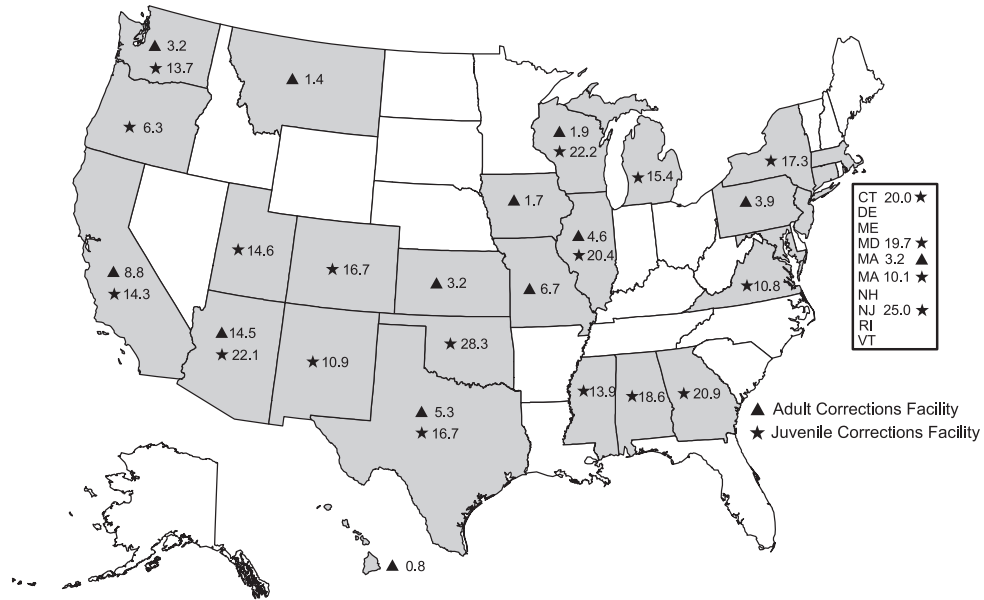 ▲ 3.2
★ 13.7
▲ 1.4
★ 6.3
▲ 1.9
★ 22.2
★ 15.4
★ 17.3
▲ 1.7
▲ 3.9
▲ 4.6
★ 20.4
★ 14.6
★ 16.7
▲ 3.2
▲ 6.7
★ 10.8
▲ 8.8
★ 14.3
▲ 14.5
★ 22.1
★ 10.9
★ 28.3
▲ 5.3
★ 16.7
★ 13.9
★ 18.6
★ 20.9
▲ 0.8
CT 20.0 ★
DE
ME
MD 19.7 ★
MA 3.2 ▲
MA 10.1 ★
NH
NJ 25.0 ★
RI
VT
▲ Adult Corrections Facility
★ Juvenile Corrections Facility